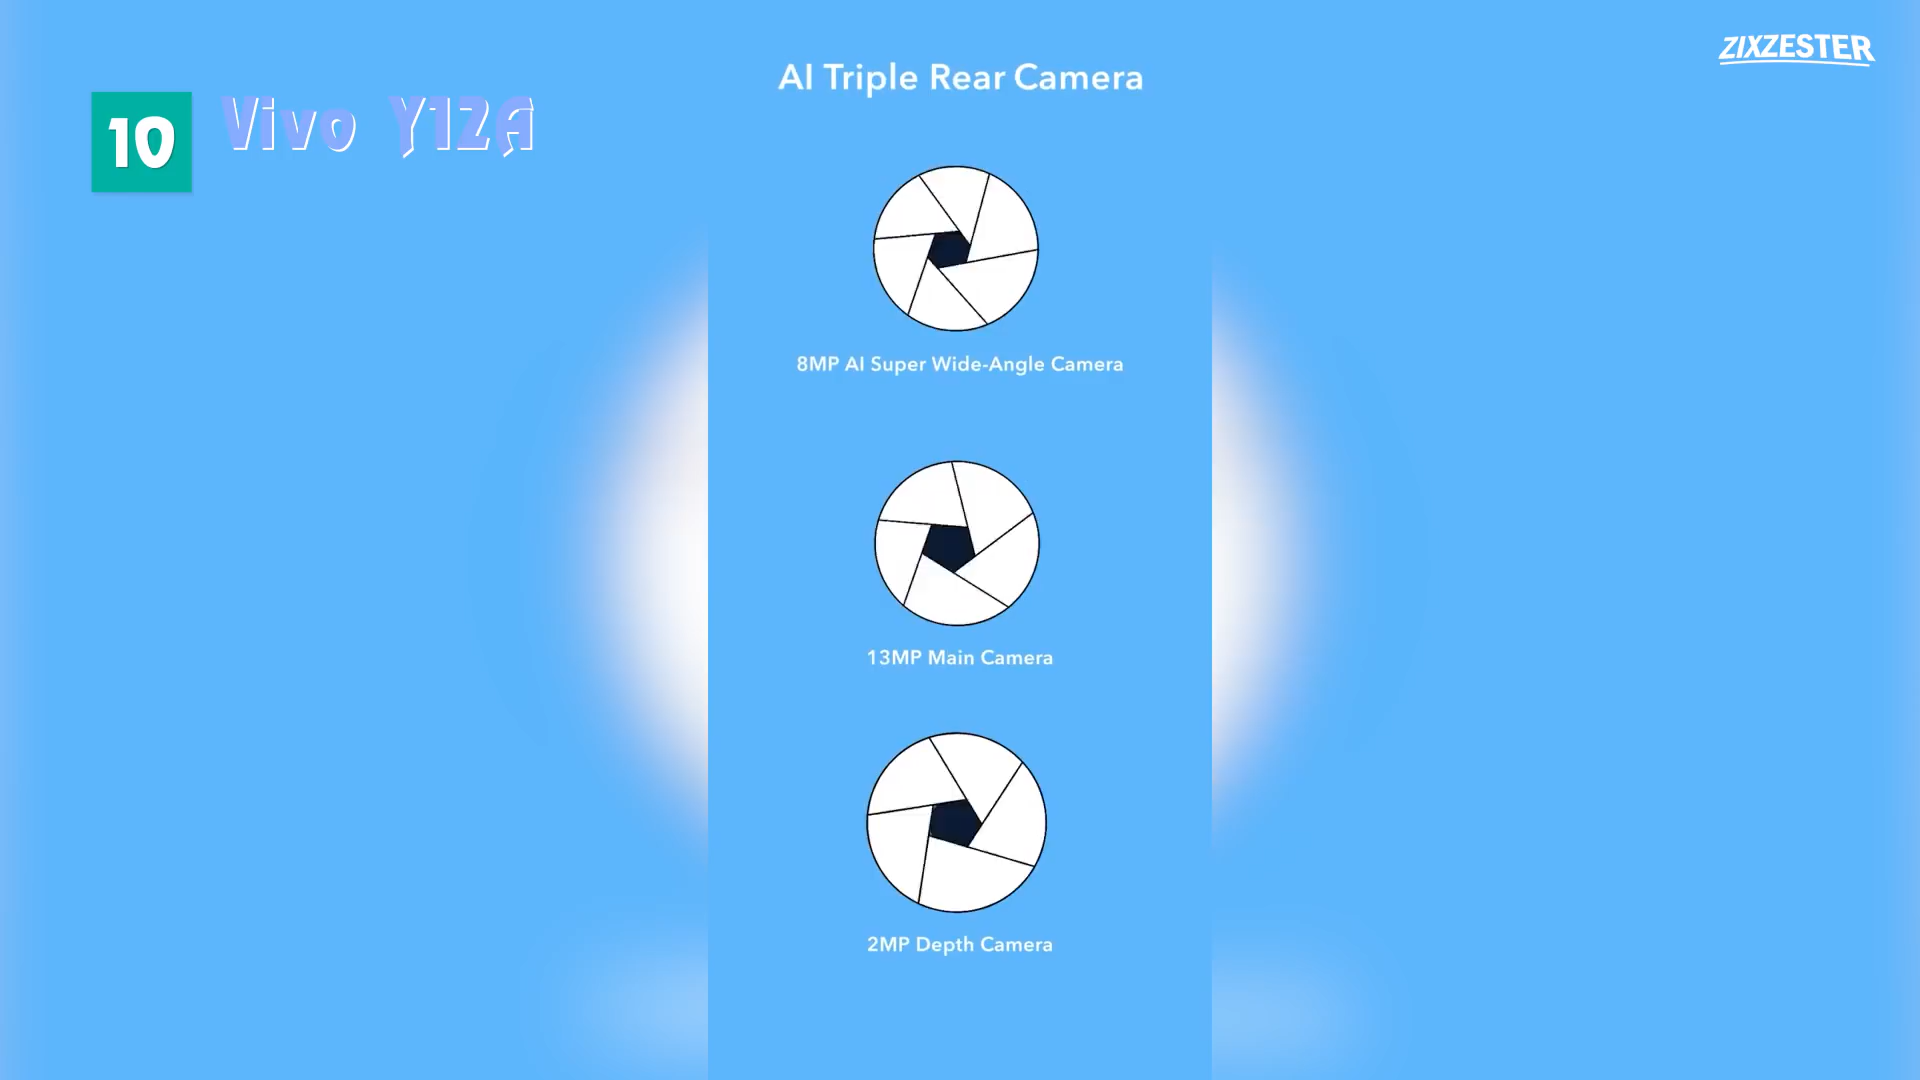 ZIXZESTER
AI Triple Rear Camera
10
Vivo Y12A
8MP AI Super Wide-Angle Camera
13MP Main Camera
2MP Depth Camera